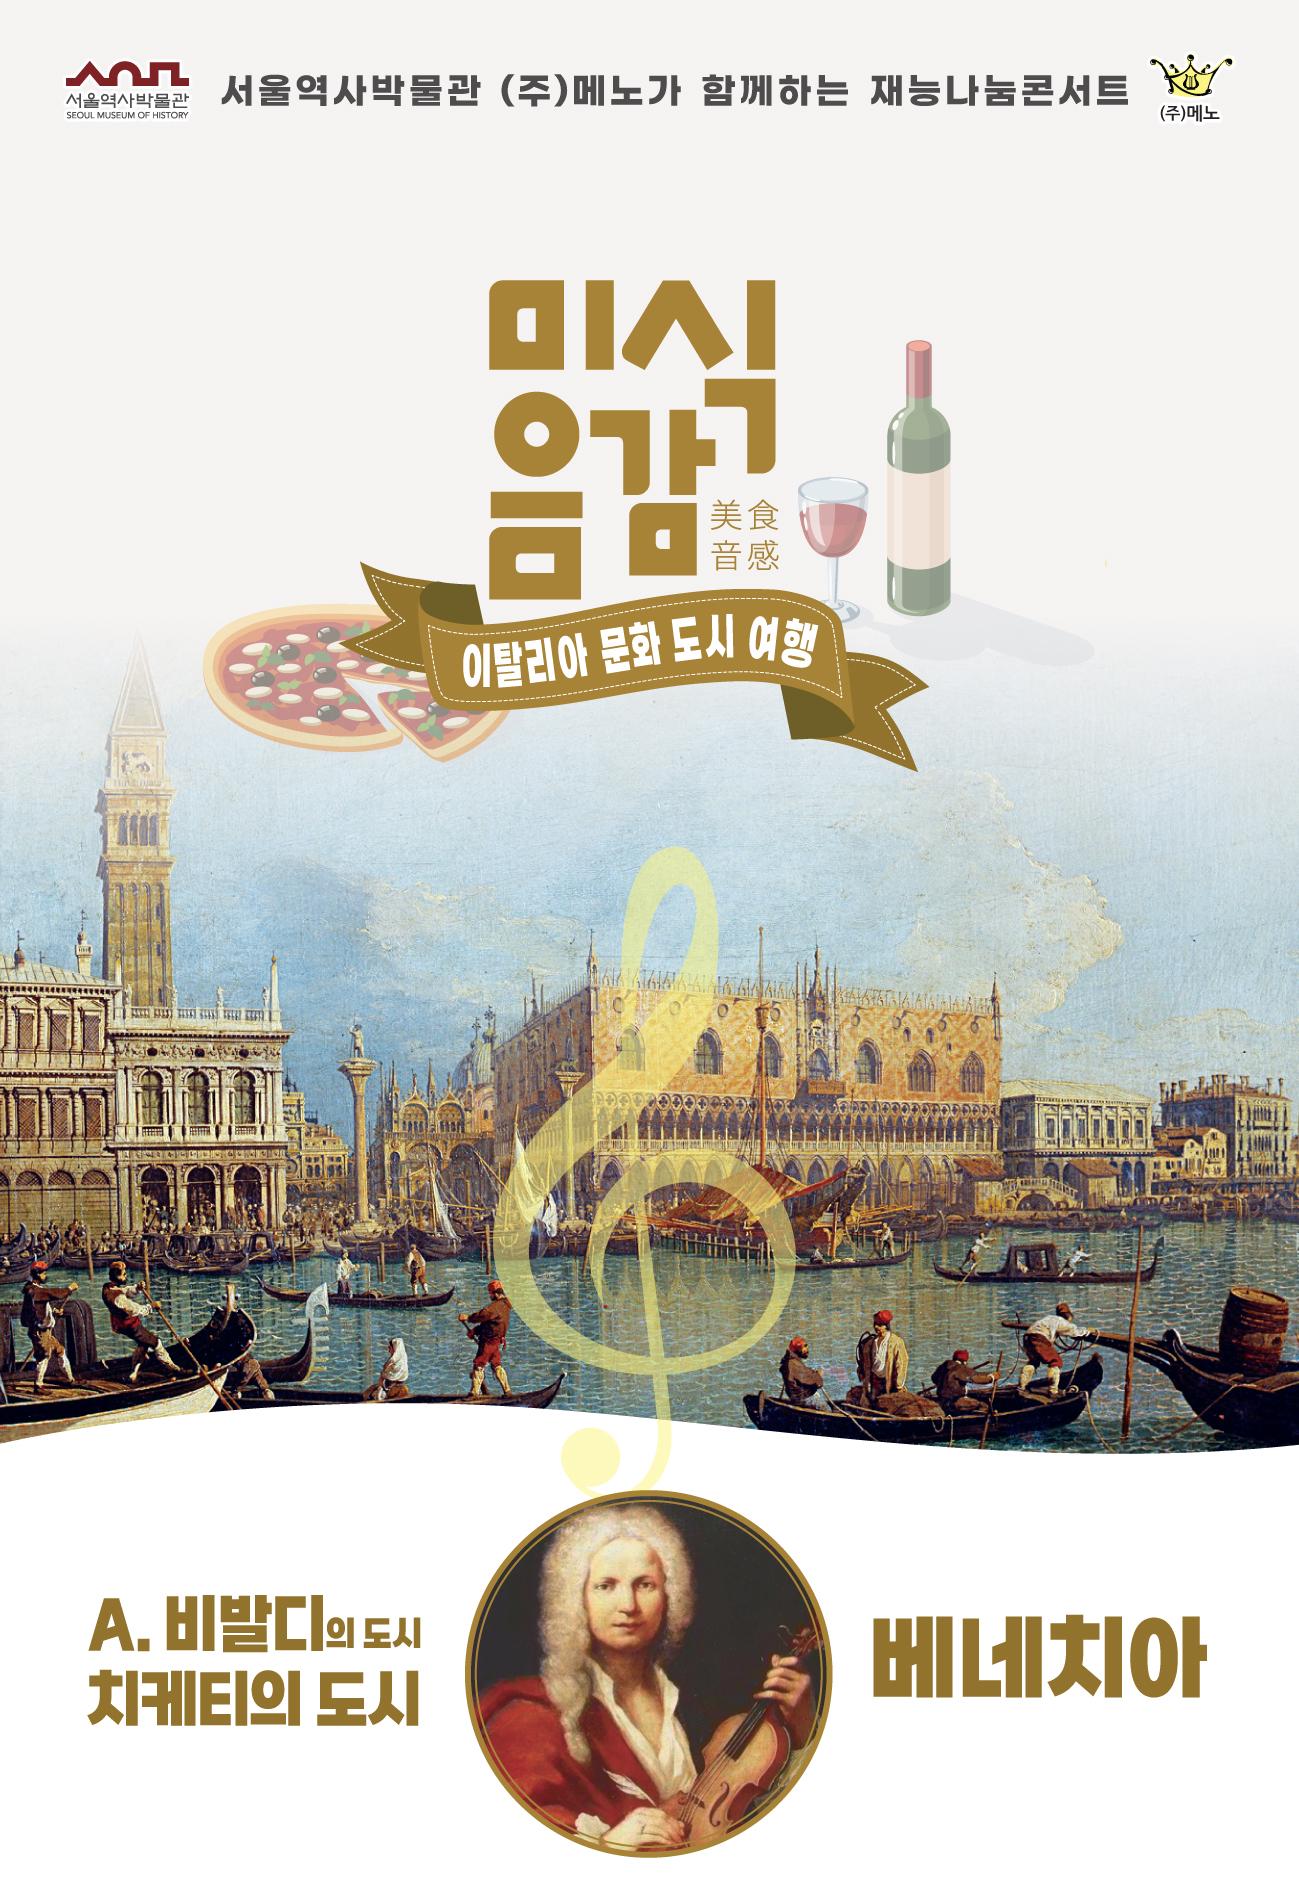 서울역사박물관
SEOUL MUSEUM OF HISTORY
서울역사박물관 (주)메노가 함께하는 재능나눔콘서트
(주)메노
미식
음감
美食
音感
이탈리아 문화 도시 여행
A. 비발디의 도시
치케티의 도시
베네치아